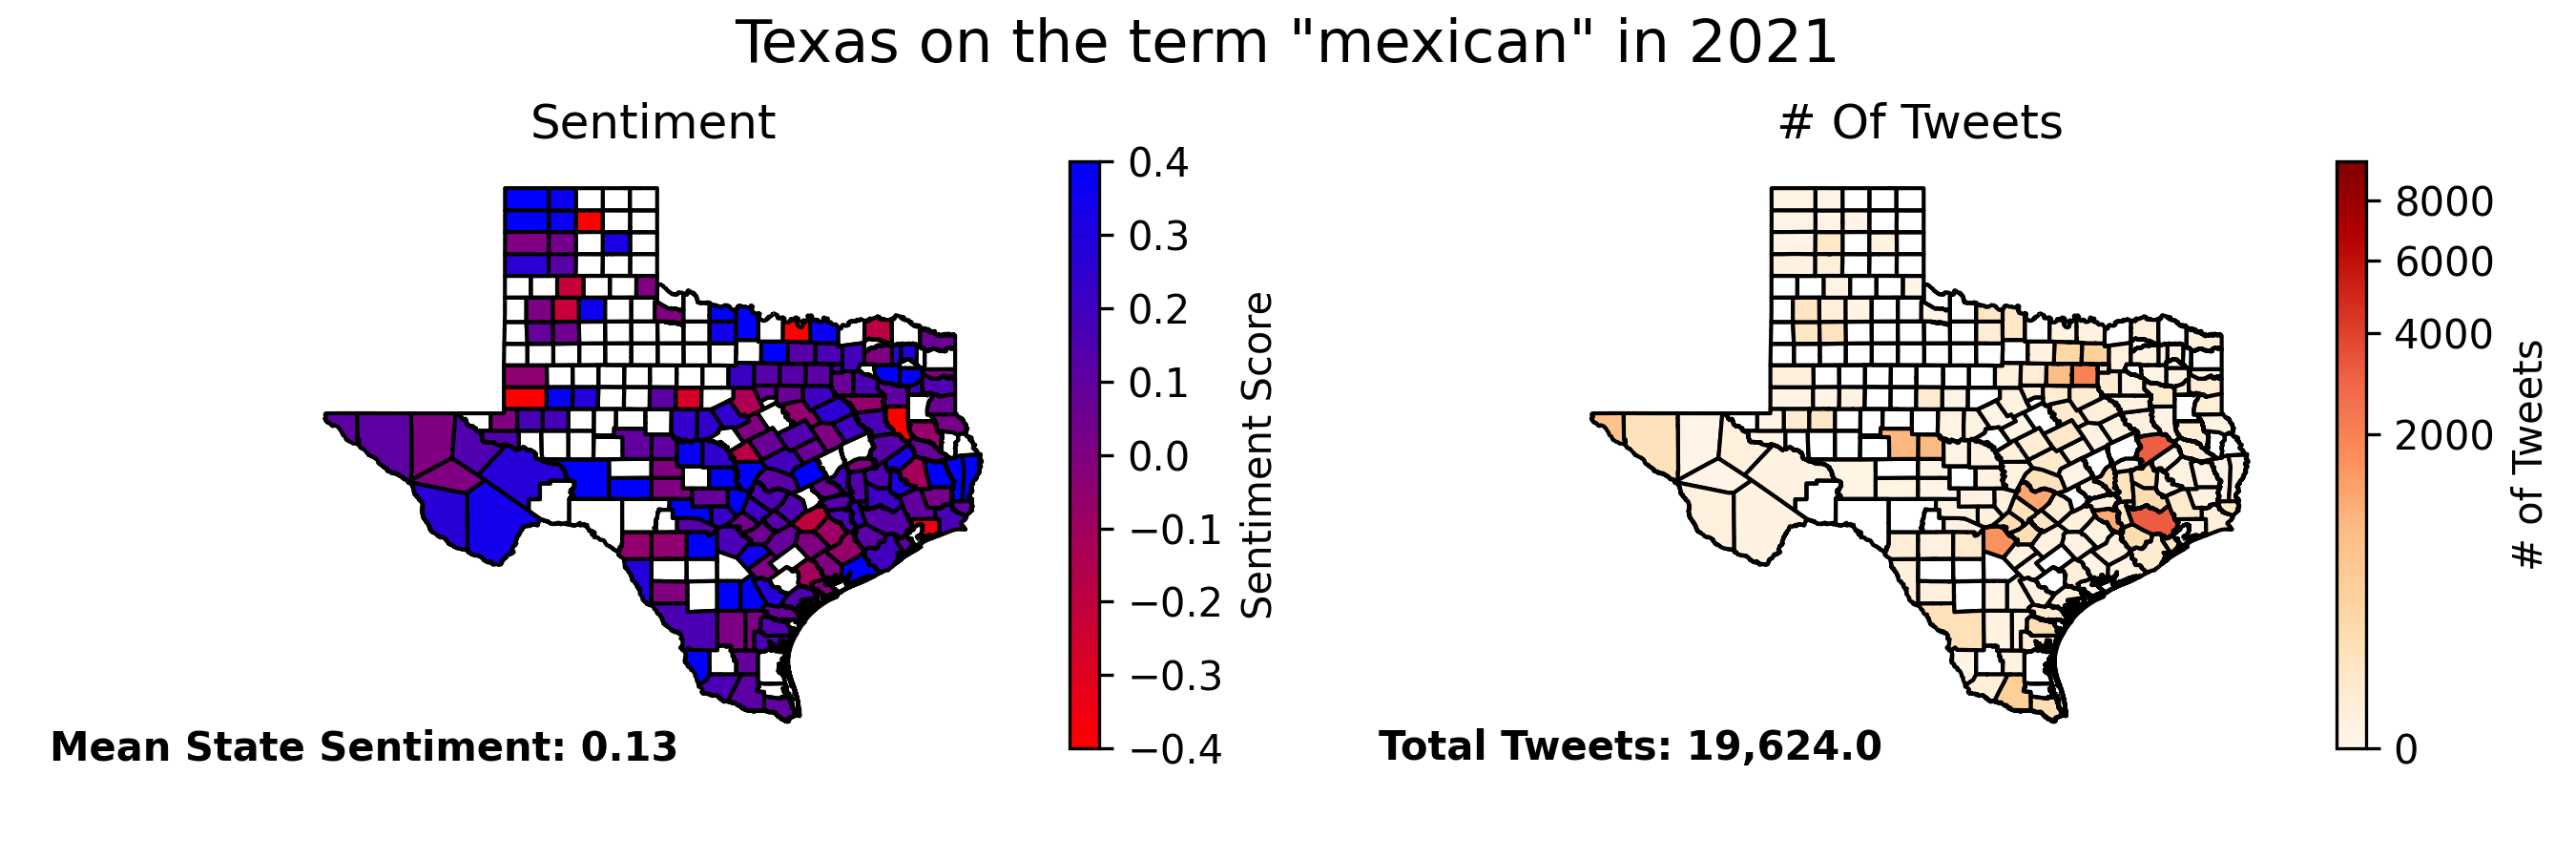 Texas on the term "mexican" in 2021
Sentiment
0.4
0.3
0.2
0.1
0.0
−0.1
−0.2
−0.3
−0.4
Sentiment Score
Mean State Sentiment: 0.13
# Of Tweets
8000
6000
4000
2000
0
# of Tweets
Total Tweets: 19,624.0